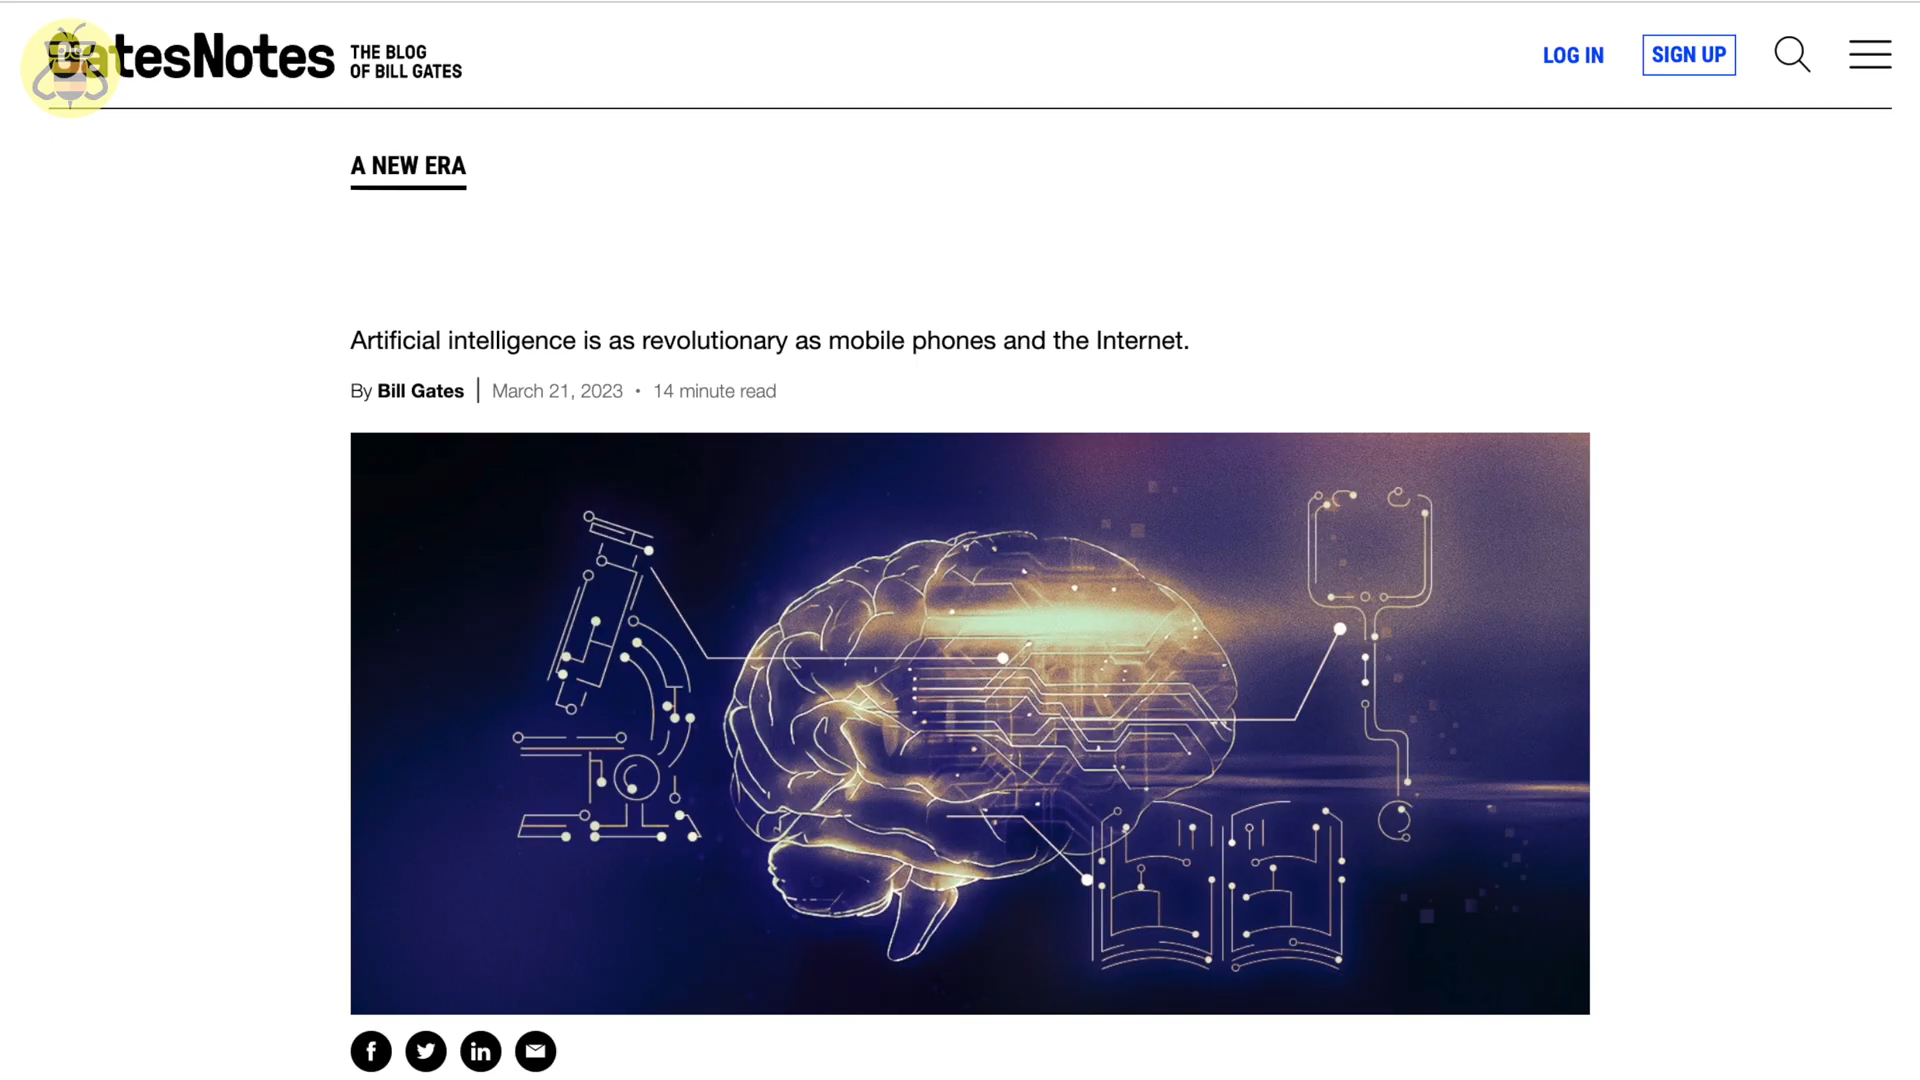 GatesNotes
THE BLOG
OF BILL GATES
LOG IN
SIGN UP
A NEW ERA
Artificial intelligence is as revolutionary as mobile phones and the Internet.
By Bill Gates | March 21, 2023 • 14 minute read